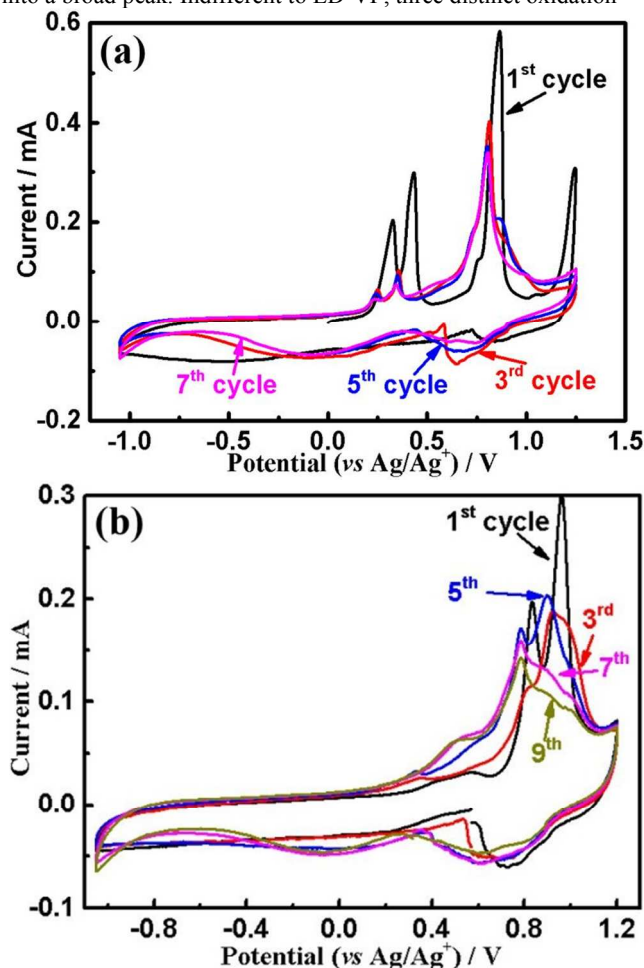 into a broad peak. Indifferent to ED-VP, three distinct oxidation
(a)
1st cycle
7th cycle
5th cycle
3rd cycle
0.6
0.4
0.2
0.0
-0.2
Current / mA
-1.0 -0.5 0.0 0.5 1.0 1.5
Potential (vs Ag/Ag+) / V
(b)
1st cycle
5th
3rd
7th
9th
0.3
0.2
0.1
0.0
-0.1
Current / mA
-0.8 -0.4 0.0 0.4 0.8 1.2
Potential (vs Ag/Ag+) / V